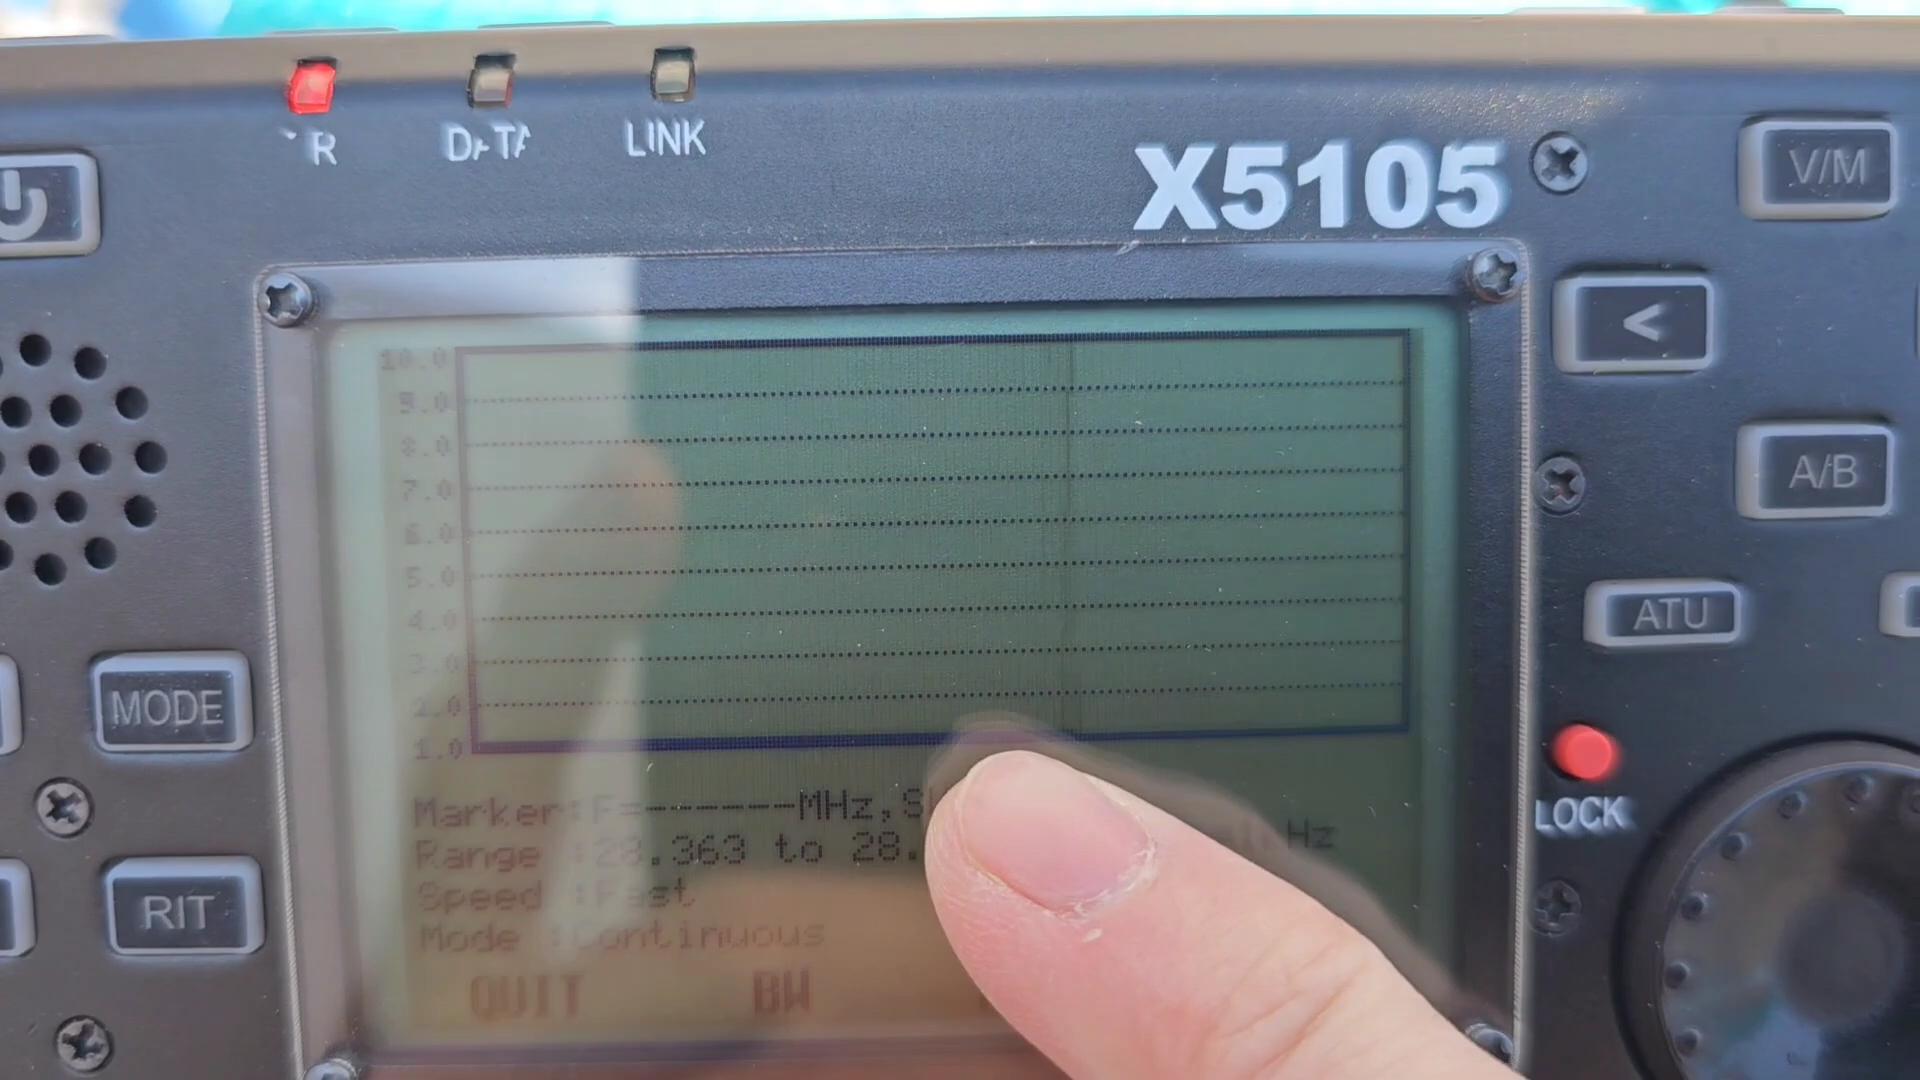 R
DATA
LINK
X5105
V/M
<
A/B
ATU
LOCK
MODE
RIT
10.0
9.0
8.0
7.0
6.0
5.0
4.0
3.0
2.0
1.0
Marker:F=------MHz,S
Range :28.363 to 28. Hz
Speed :Fast
Mode :Continuous
QUIT BW